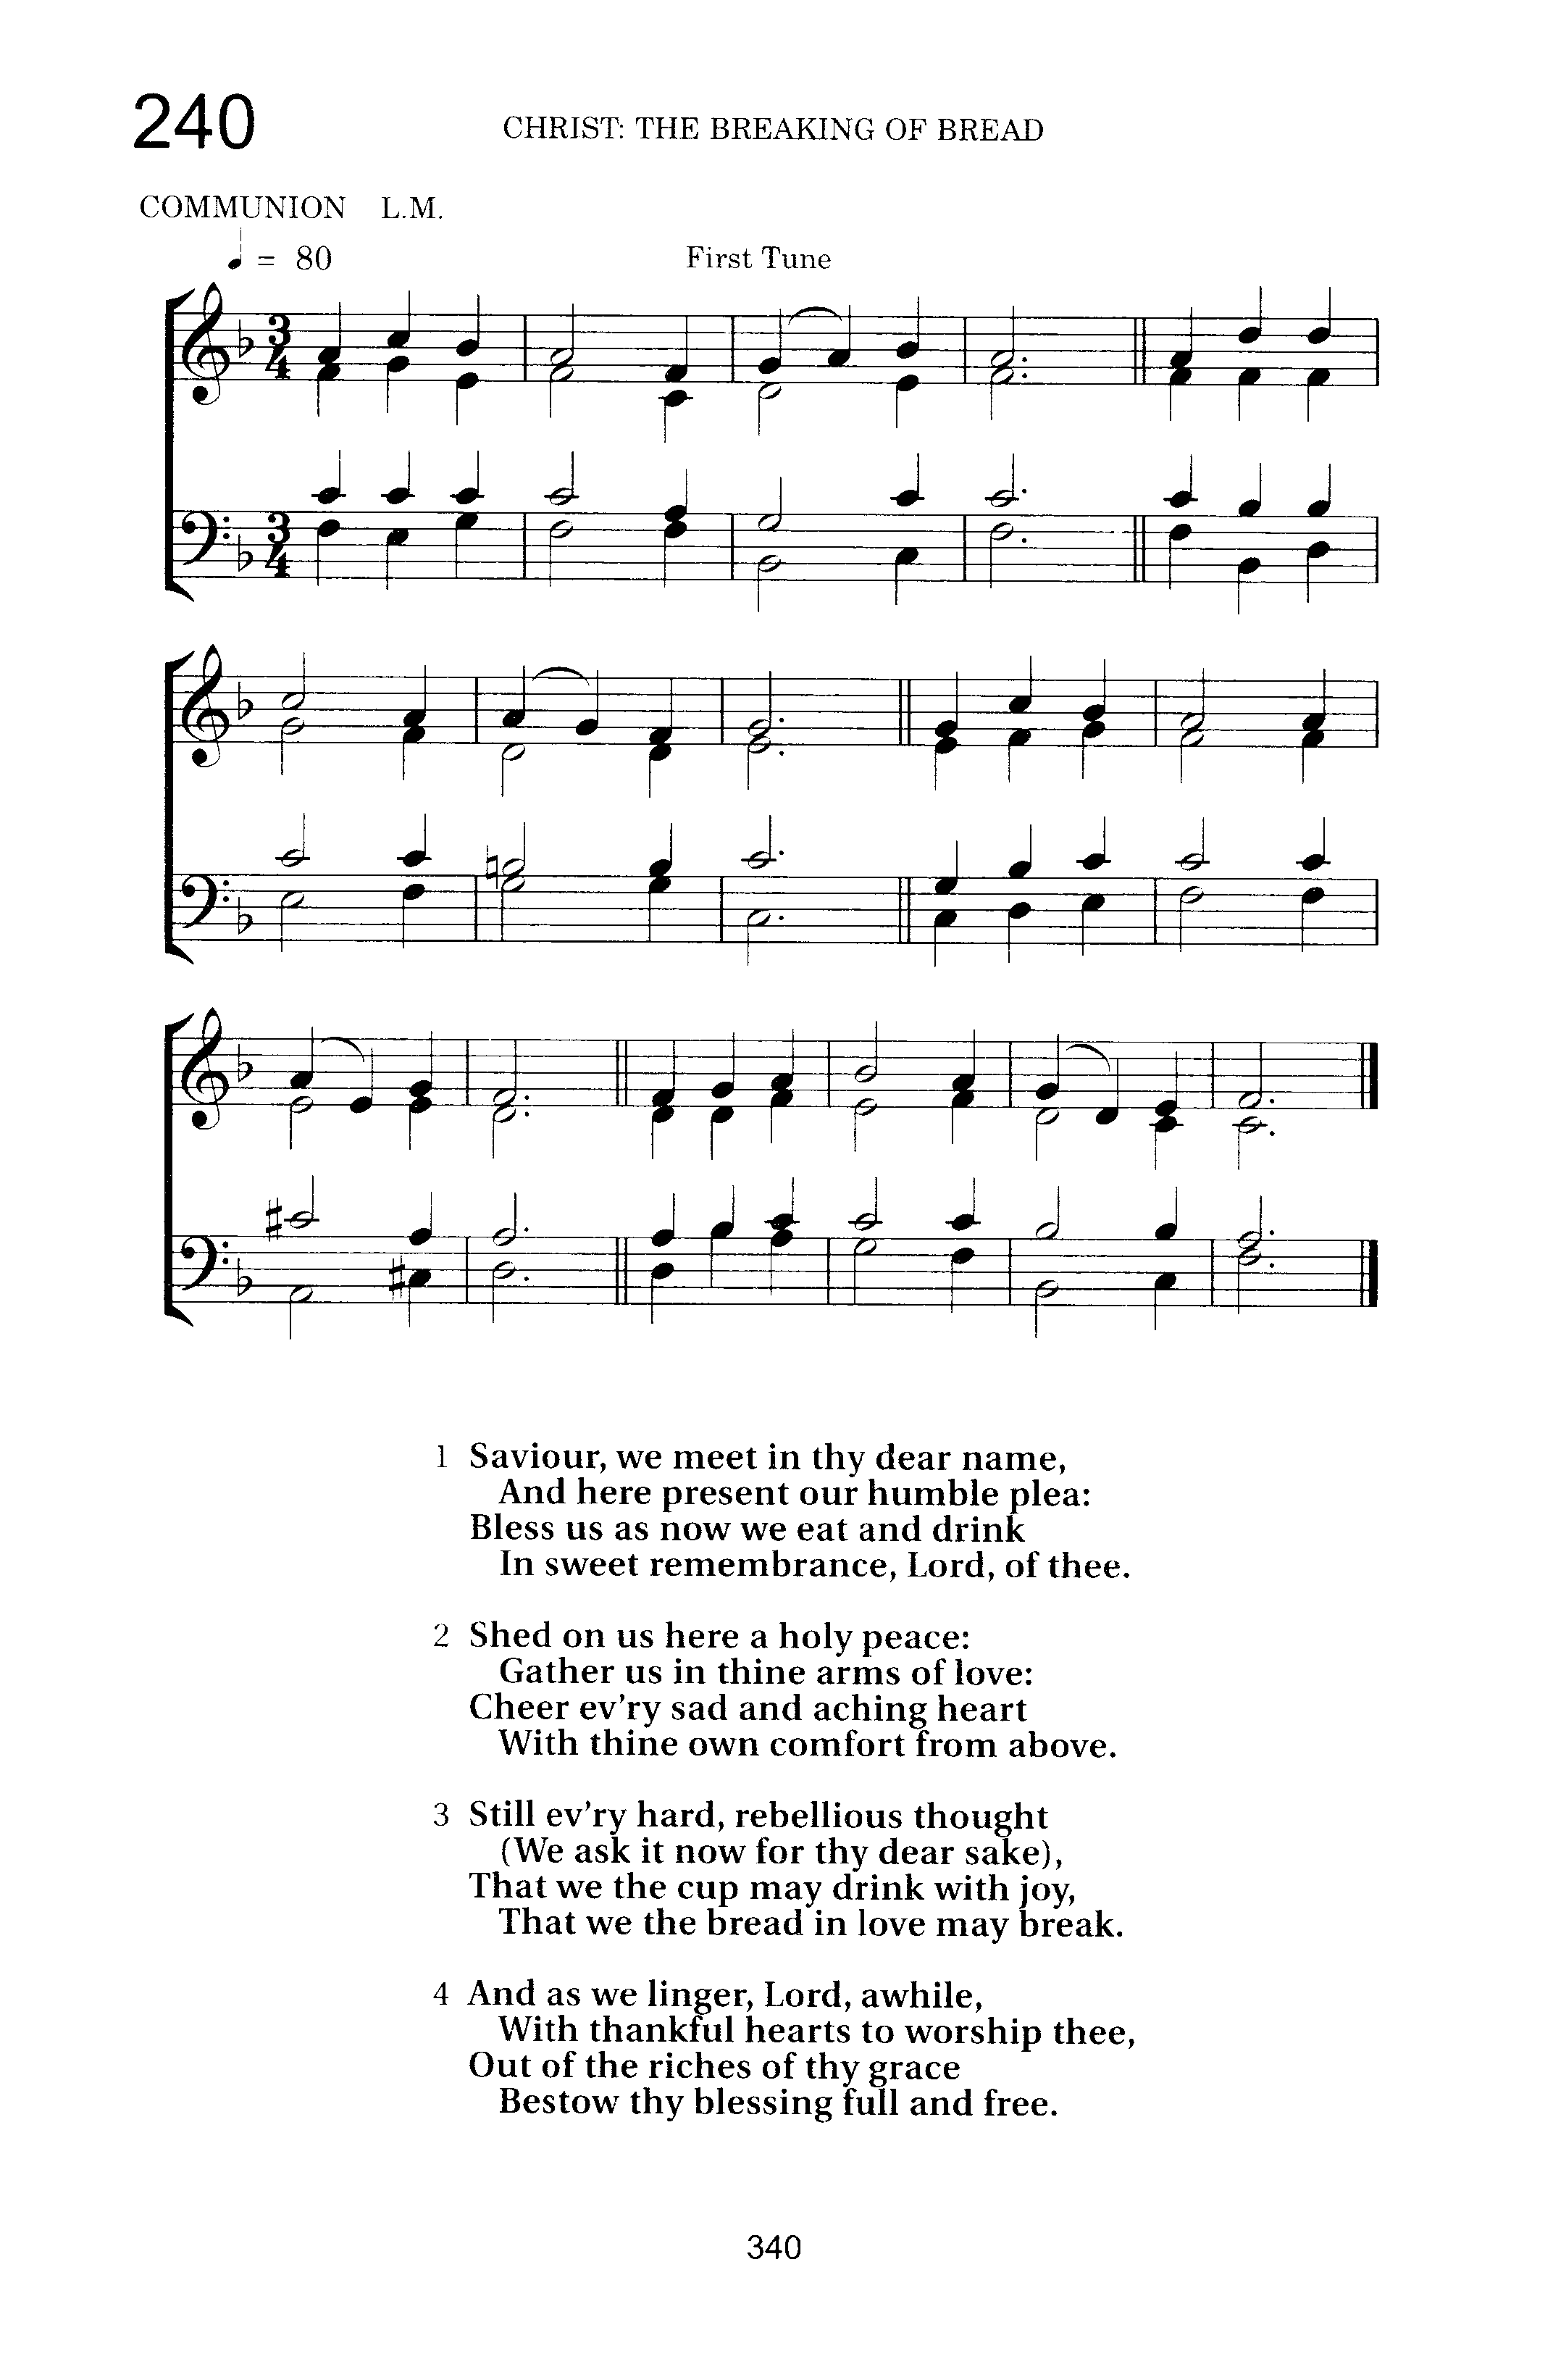 240
CHRIST: THE BREAKING OF BREAD
COMMUNION L.M.
♩ = 80
First Tune
3
4
3
4
1 Saviour, we meet in thy dear name,
And here present our humble plea:
Bless us as now we eat and drink
In sweet remembrance, Lord, of thee.
2 Shed on us here a holy peace:
Gather us in thine arms of love:
Cheer ev'ry sad and aching heart
With thine own comfort from above.
3 Still ev'ry hard, rebellious thought
(We ask it now for thy dear sake),
That we the cup may drink with joy,
That we the bread in love may break.
4 And as we linger, Lord, awhile,
With thankful hearts to worship thee,
Out of the riches of thy grace
Bestow thy blessing full and free.
340